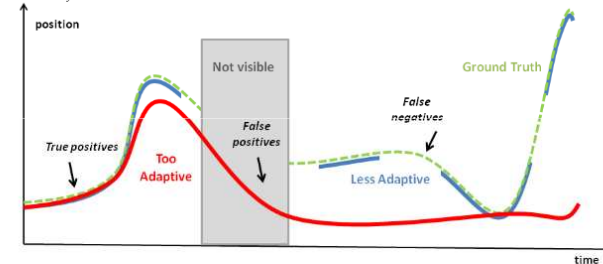 position
Not visible
Ground Truth
False
negatives
False
positives
True positives
Too
Adaptive
Less Adaptive
time